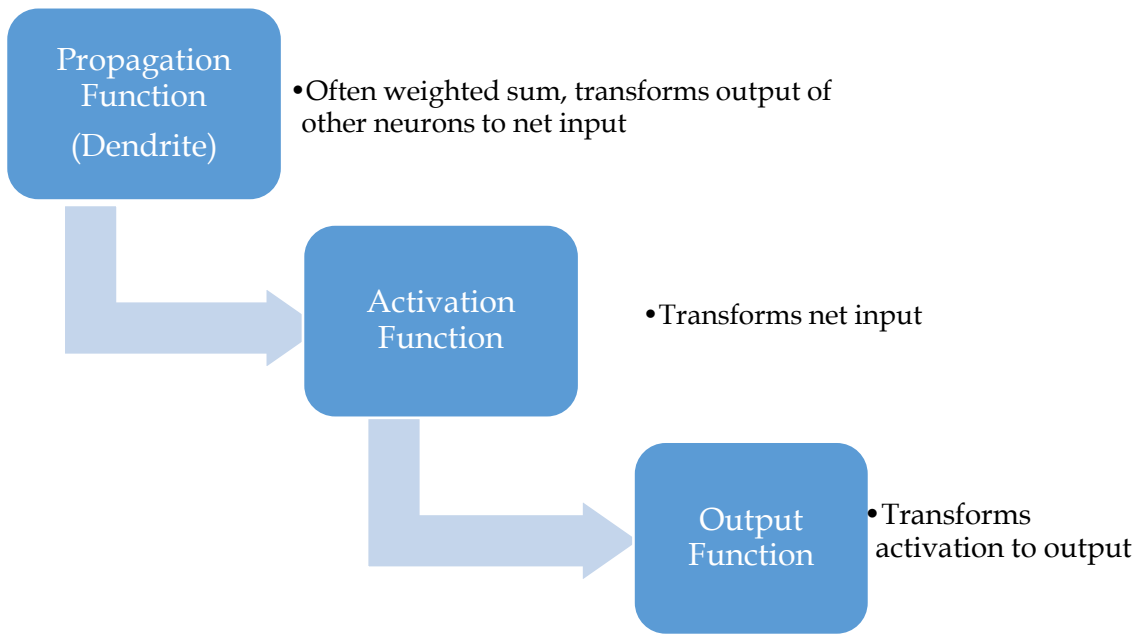 Propagation
Function
(Dendrite)
•Often weighted sum, transforms output of
other neurons to net input
Activation
Function
•Transforms net input
Output
Function
•Transforms
activation to output